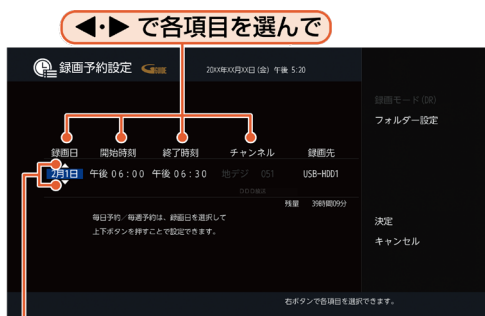 ◀･▶ で各項目を選んで
録画予約設定 GGUIDE 20XX年XX月XX日 (金) 午後 5:20
録画モード (DR)
フォルダー設定
録画日 開始時刻 終了時刻 チャンネル 録画先
2月1日 午後 06:00 午後 06:30 地デジ 051 USB-HDD1
残量 39時間09分
毎日予約／毎週予約は、録画日を選択して
上下ボタンを押すことで設定できます。
決定
キャンセル
右ボタンで各項目を選択できます。